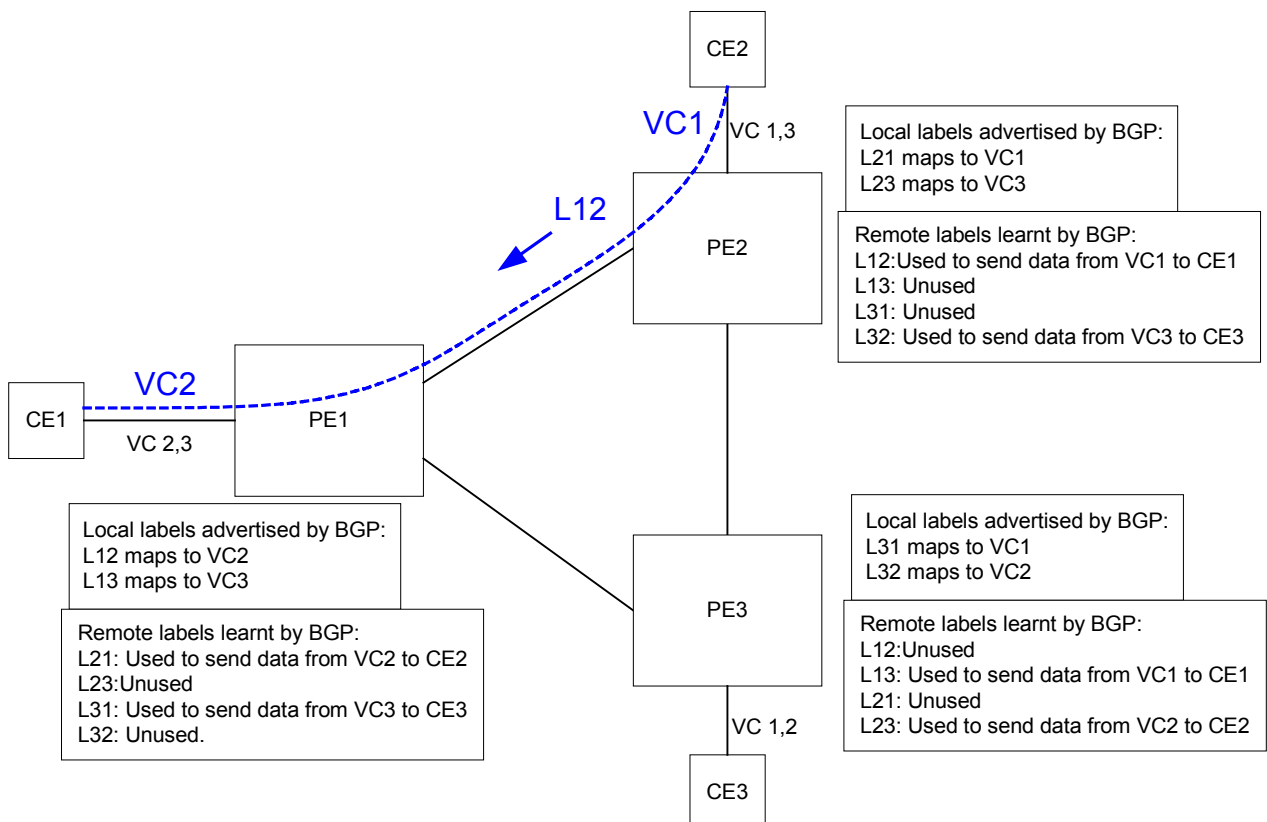 CE2
VC1
VC 1,3
Local labels advertised by BGP:
L21 maps to VC1
L23 maps to VC3
L12
PE2
Remote labels learnt by BGP:
L12:Used to send data from VC1 to CE1
L13: Unused
L31: Unused
L32: Used to send data from VC3 to CE3
VC2
CE1
PE1
VC 2,3
Local labels advertised by BGP:
L12 maps to VC2
L13 maps to VC3
Remote labels learnt by BGP:
L21: Used to send data from VC2 to CE2
L23:Unused
L31: Used to send data from VC3 to CE3
L32: Unused.
Local labels advertised by BGP:
L31 maps to VC1
L32 maps to VC2
PE3
Remote labels learnt by BGP:
L12:Unused
L13: Used to send data from VC1 to CE1
L21: Unused
L23: Used to send data from VC2 to CE2
VC 1,2
CE3